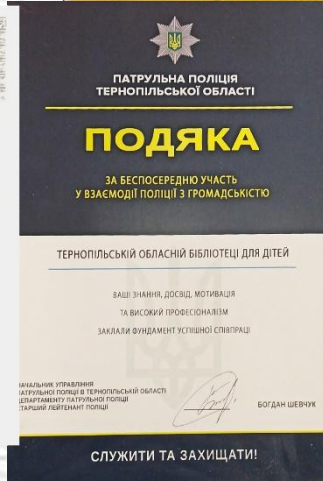 ПАТРУЛЬНА ПОЛІЦІЯ
ТЕРНОПІЛЬСЬКОЇ ОБЛАСТІ
ПОДЯКА
ЗА БЕСПОСЕРЕДНЮ УЧАСТЬ
У ВЗАЄМОДІЇ ПОЛІЦІЇ З ГРОМАДСЬКІСТЮ
ТЕРНОПІЛЬСЬКІЙ ОБЛАСНІЙ БІБЛІОТЕЦІ ДЛЯ ДІТЕЙ
ВАШІ ЗНАННЯ, ДОСВІД, МОТИВАЦІЯ
ТА ВИСОКИЙ ПРОФЕСІОНАЛІЗМ
ЗАКЛАЛИ ФУНДАМЕНТ УСПІШНОЇ СПІВПРАЦІ
НАЧАЛЬНИК УПРАВЛІННЯ
ПАТРУЛЬНОЇ ПОЛІЦІЇ В ТЕРНОПІЛЬСЬКІЙ ОБЛАСТІ
ДЕПАРТАМЕНТУ ПАТРУЛЬНОЇ ПОЛІЦІЇ
СТАРШИЙ ЛЕЙТЕНАНТ ПОЛІЦІЇ
БОГДАН ШЕВЧУК
СЛУЖИТИ ТА ЗАХИЩАТИ!